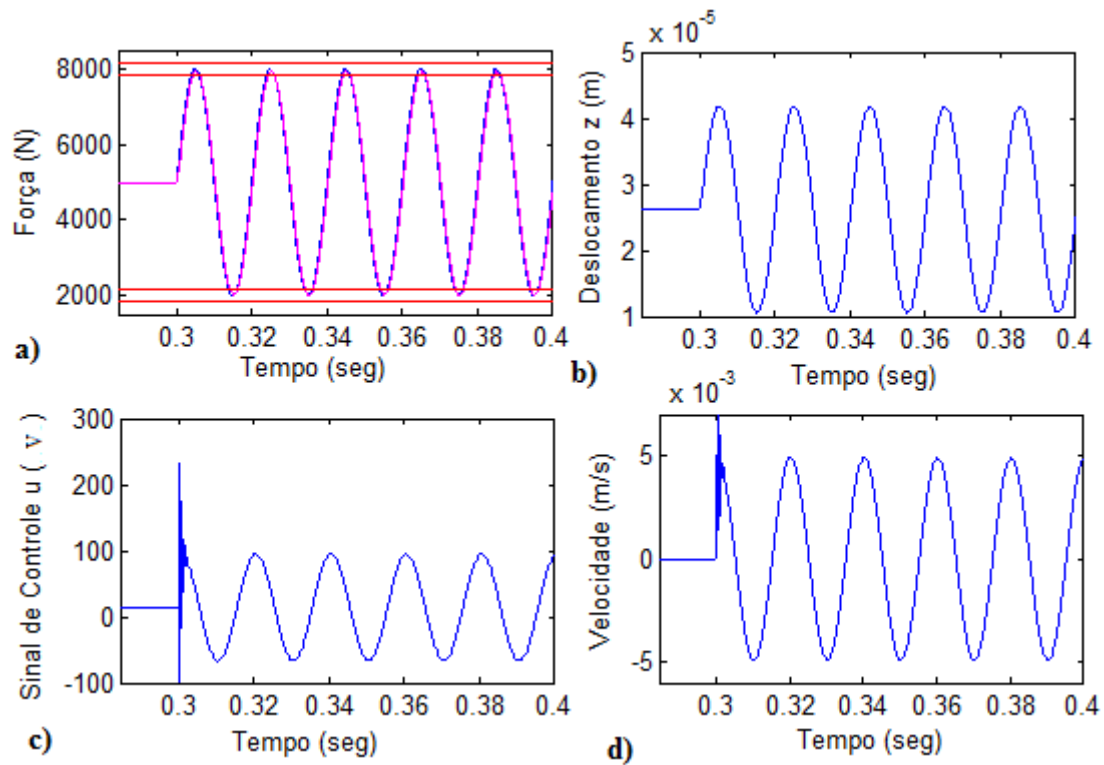 Força (N)
8000
6000
4000
2000
0.3 0.32 0.34 0.36 0.38 0.4
Tempo (seg)
a)
x 10^-5
Deslocamento z (m)
5
4
3
2
1
0.3 0.32 0.34 0.36 0.38 0.4
Tempo (seg)
b)
Sinal de Controle u ( v )
300
200
100
0
-100
0.3 0.32 0.34 0.36 0.38 0.4
Tempo (seg)
c)
x 10^-3
Velocidade (m/s)
5
0
-5
0.3 0.32 0.34 0.36 0.38 0.4
Tempo (seg)
d)